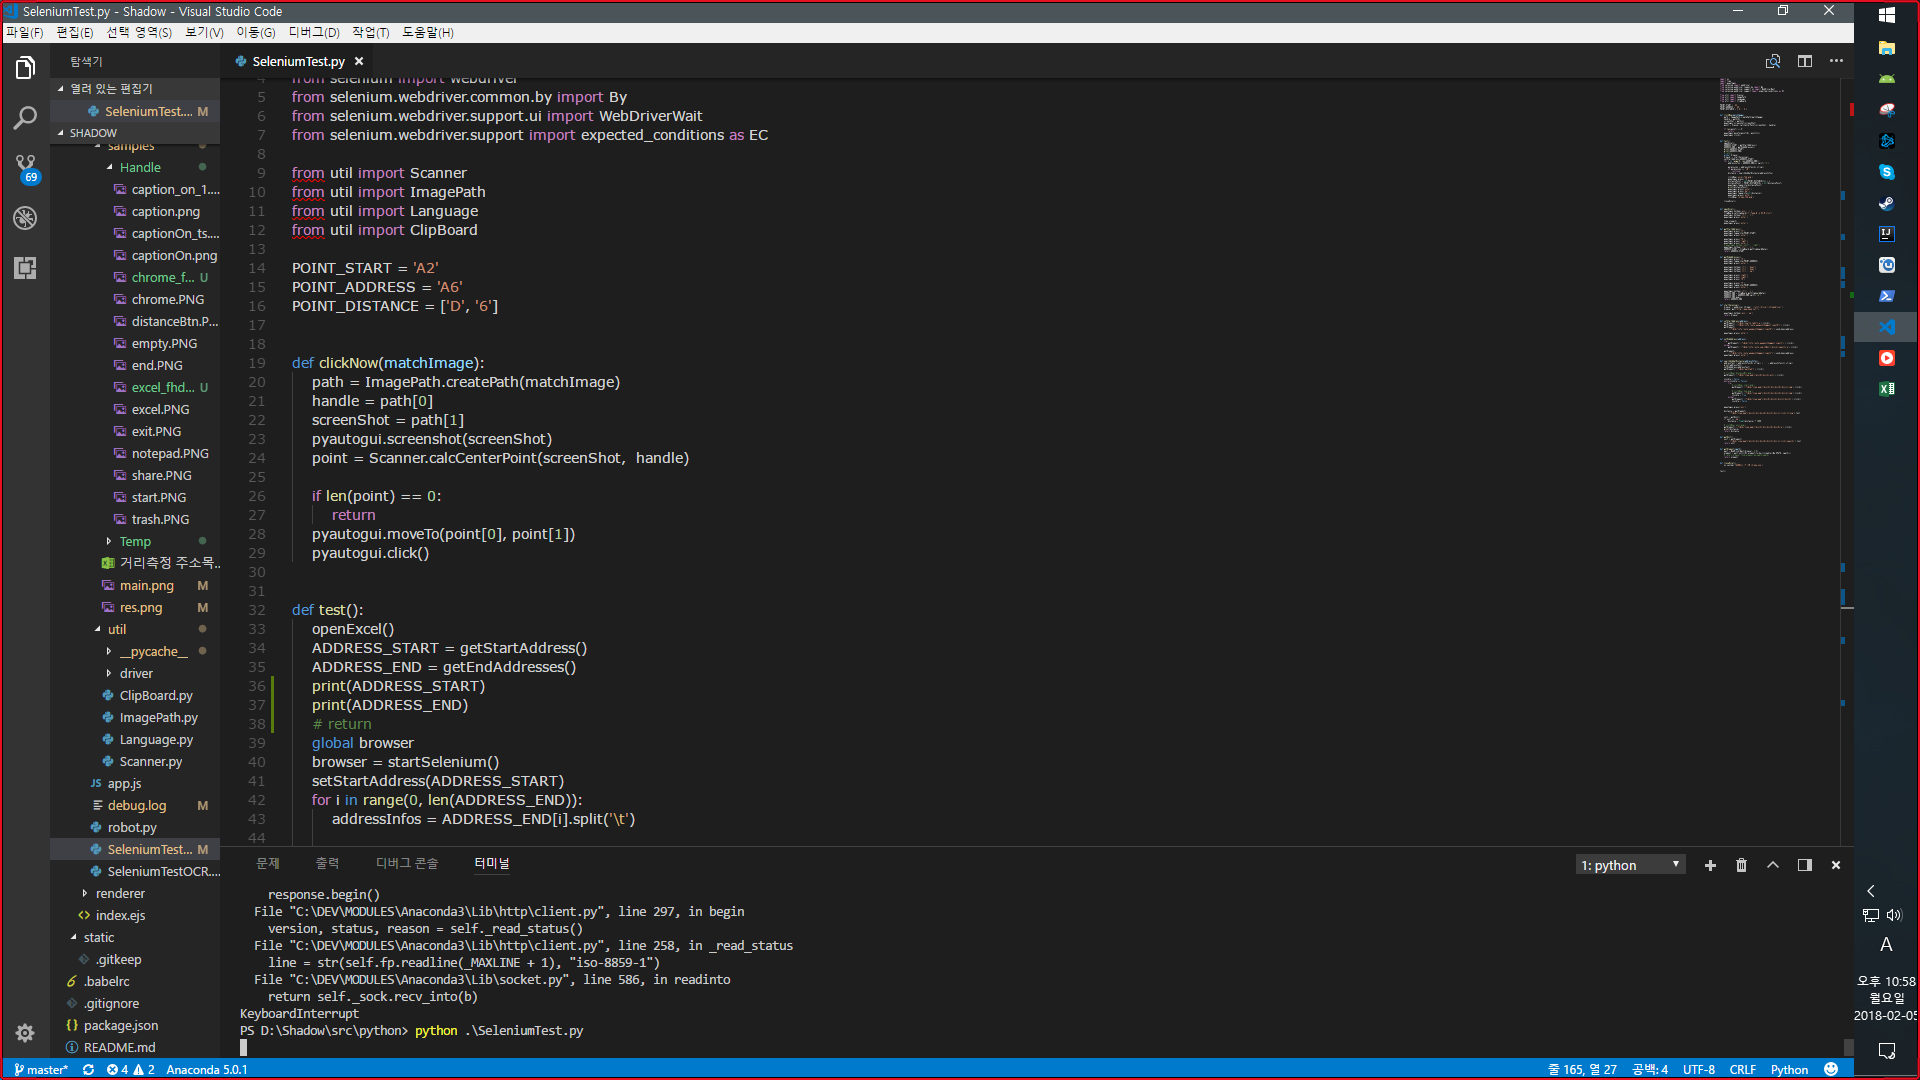 SeleniumTest.py - Shadow - Visual Studio Code
파일(F) 편집(E) 선택 영역(S) 보기(V) 이동(G) 디버그(D) 작업(T) 도움말(H)
탐색기
열려 있는 편집기
SeleniumTest.... M
SHADOW
samples
Handle
caption_on_1....
caption.png
captionOn_ts....
captionOn.png
chrome_f... U
chrome.PNG
distanceBtn.P...
empty.PNG
end.PNG
excel_fhd... U
excel.PNG
exit.PNG
notepad.PNG
share.PNG
start.PNG
trash.PNG
Temp
거리측정 주소목...
main.png M
res.png M
util
__pycache__
driver
ClipBoard.py
ImagePath.py
Language.py
Scanner.py
JS app.js
debug.log M
robot.py
SeleniumTest... M
SeleniumTestOCR....
renderer
<> index.ejs
static
.gitkeep
.babelrc
.gitignore
{} package.json
README.md
69
SeleniumTest.py
4 from selenium import webdriver
5 from selenium.webdriver.common.by import By
6 from selenium.webdriver.support.ui import WebDriverWait
7 from selenium.webdriver.support import expected_conditions as EC
8
9 from util import Scanner
10 from util import ImagePath
11 from util import Language
12 from util import ClipBoard
13
14 POINT_START = 'A2'
15 POINT_ADDRESS = 'A6'
16 POINT_DISTANCE = ['D', '6']
17
18
19 def clickNow(matchImage):
20 path = ImagePath.createPath(matchImage)
21 handle = path[0]
22 screenShot = path[1]
23 pyautogui.screenshot(screenShot)
24 point = Scanner.calcCenterPoint(screenShot, handle)
25
26 if len(point) == 0:
27 return
28 pyautogui.moveTo(point[0], point[1])
29 pyautogui.click()
30
31
32 def test():
33 openExcel()
34 ADDRESS_START = getStartAddress()
35 ADDRESS_END = getEndAddresses()
36 print(ADDRESS_START)
37 print(ADDRESS_END)
38 # return
39 global browser
40 browser = startSelenium()
41 setStartAddress(ADDRESS_START)
42 for i in range(0, len(ADDRESS_END)):
43 addressInfos = ADDRESS_END[i].split('\t')
44
문제 출력 디버그 콘솔 터미널
1: python
response.begin()
File "C:\DEV\MODULES\Anaconda3\Lib\http\client.py", line 297, in begin
version, status, reason = self._read_status()
File "C:\DEV\MODULES\Anaconda3\Lib\http\client.py", line 258, in _read_status
line = str(self.fp.readline(_MAXLINE + 1), "iso-8859-1")
File "C:\DEV\MODULES\Anaconda3\Lib\socket.py", line 586, in readinto
return self._sock.recv_into(b)
KeyboardInterrupt
PS D:\Shadow\src\python> python .\SeleniumTest.py
master* 4 2 Anaconda 5.0.1
줄 165, 열 27 공백: 4 UTF-8 CRLF Python
IJ
A
오후 10:58
월요일
2018-02-05